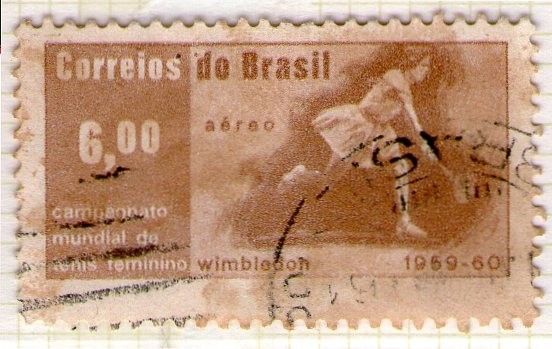 Correios do Brasil
6,00
aéreo
campeonato
mundial de
tenis feminino wimbledon 1959-60